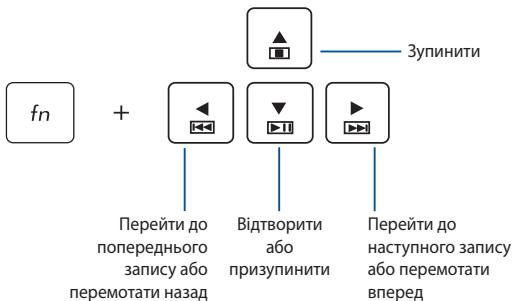 Зупинити
fn +
Перейти до
попереднього
запису або
перемотати назад
Відтворити
або
призупинити
Перейти до
наступного запису
або перемотати
вперед